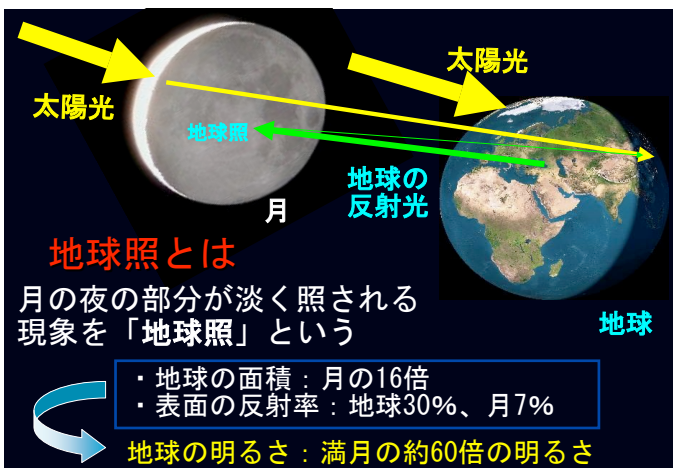 太陽光
太陽光
地球照
地球の
反射光
月
地球照とは
月の夜の部分が淡く照される
現象を「地球照」という
地球
・地球の面積：月の16倍
・表面の反射率：地球30%、月7%
地球の明るさ：満月の約60倍の明るさ